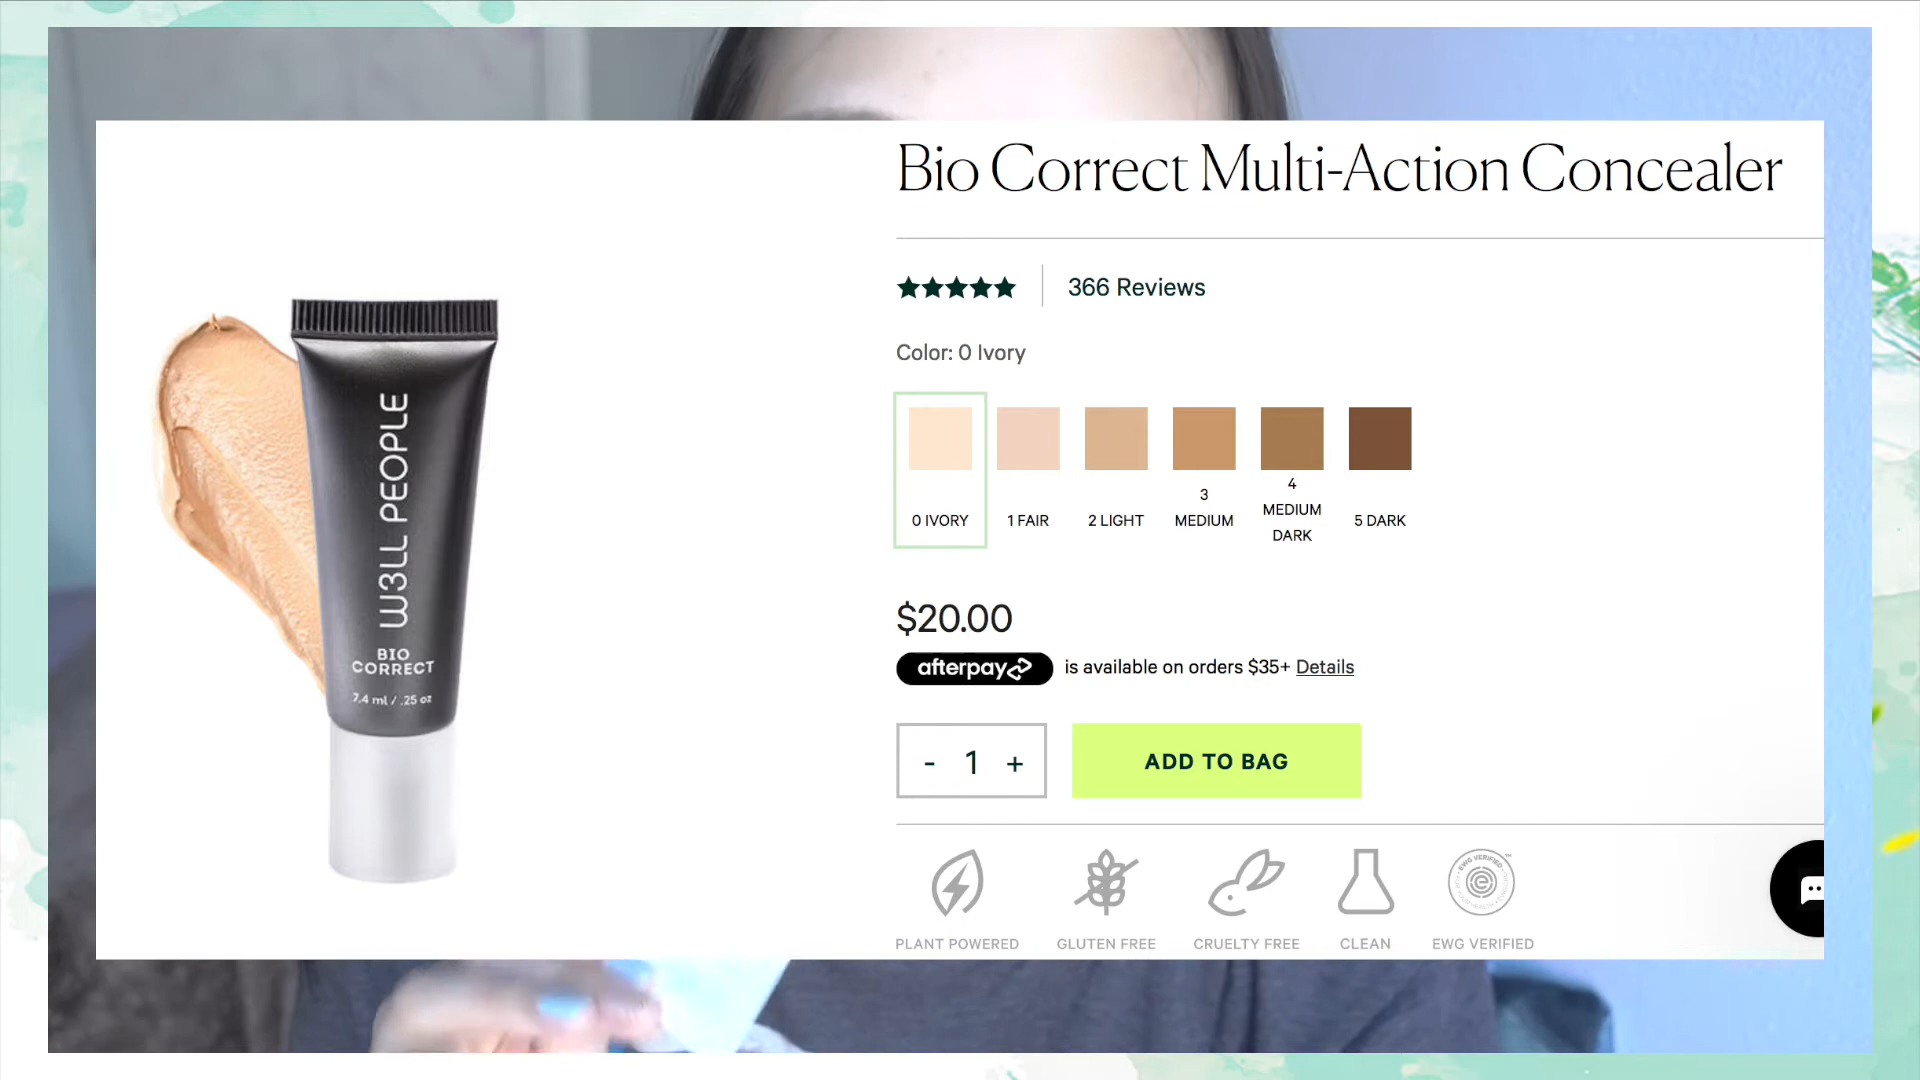 Bio Correct Multi-Action Concealer
366 Reviews
Color: 0 Ivory
0 IVORY
1 FAIR
2 LIGHT
3
MEDIUM
4
MEDIUM
DARK
5 DARK
$20.00
afterpay is available on orders $35+ Details
- 1 +
ADD TO BAG
PLANT POWERED
GLUTEN FREE
CRUELTY FREE
CLEAN
EWG VERIFIED
EWG VERIFIED
W3LL PEOPLE
BIO
CORRECT
7.4 ml / .25 oz